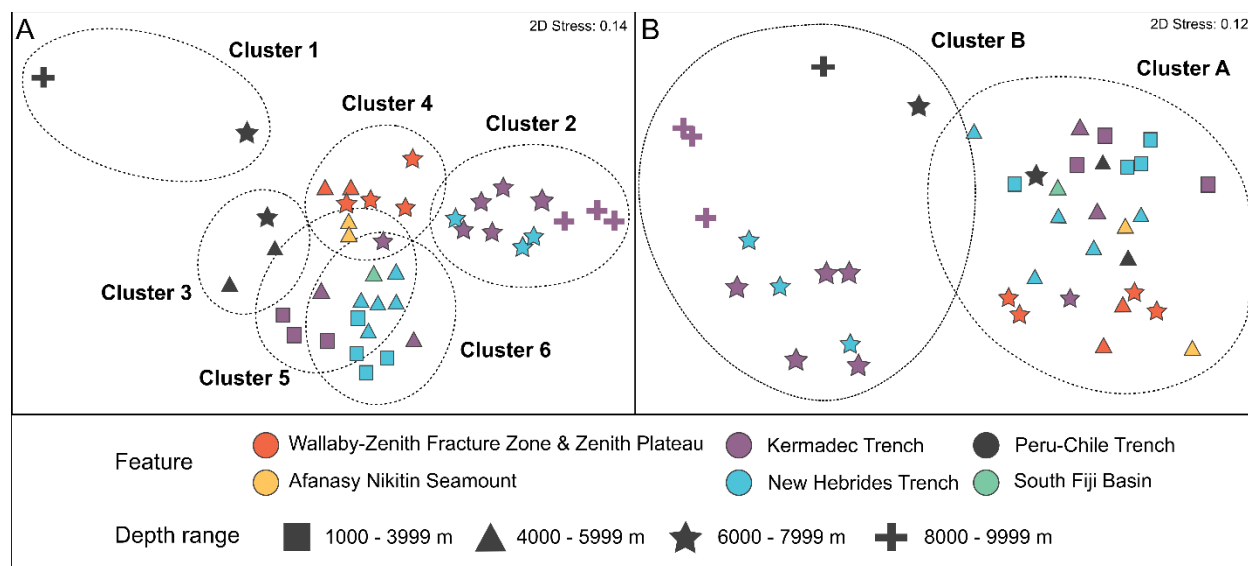 A
2D Stress: 0.14
Cluster 1
Cluster 4
Cluster 2
Cluster 3
Cluster 5
Cluster 6
B
2D Stress: 0.12
Cluster B
Cluster A
Feature
Wallaby-Zenith Fracture Zone & Zenith Plateau
Kermadec Trench
Peru-Chile Trench
Afanasy Nikitin Seamount
New Hebrides Trench
South Fiji Basin
Depth range
1000 - 3999 m
4000 - 5999 m
6000 - 7999 m
8000 - 9999 m